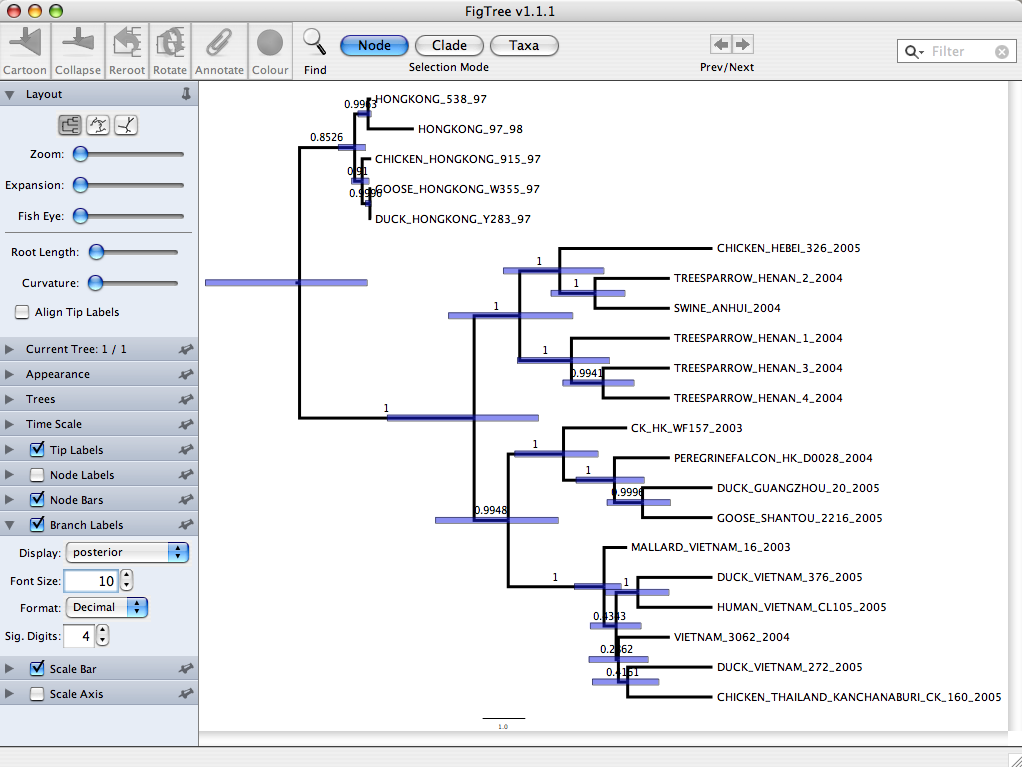 FigTree v1.1.1
Cartoon Collapse Reroot Rotate Annotate Colour Find
Node Clade Taxa
Selection Mode
Prev/Next
Filter
Layout
Zoom:
Expansion:
Fish Eye:
Root Length:
Curvature:
Align Tip Labels
Current Tree: 1 / 1
Appearance
Trees
Time Scale
Tip Labels
Node Labels
Node Bars
Branch Labels
Display: posterior
Font Size: 10
Format: Decimal
Sig. Digits: 4
Scale Bar
Scale Axis
0.9963
HONGKONG_538_97
HONGKONG_97_98
0.8526
CHICKEN_HONGKONG_915_97
0.91
GOOSE_HONGKONG_W355_97
DUCK_HONGKONG_Y283_97
CHICKEN_HEBEI_326_2005
1
TREESPARROW_HENAN_2_2004
1
SWINE_ANHUI_2004
1
TREESPARROW_HENAN_1_2004
1
TREESPARROW_HENAN_3_2004
0.9941
TREESPARROW_HENAN_4_2004
1
CK_HK_WF157_2003
1
PEREGRINEFALCON_HK_D0028_2004
1
DUCK_GUANGZHOU_20_2005
0.9996
GOOSE_SHANTOU_2216_2005
0.9948
MALLARD_VIETNAM_16_2003
1
DUCK_VIETNAM_376_2005
1
HUMAN_VIETNAM_CL105_2005
0.4343
VIETNAM_3062_2004
0.2862
DUCK_VIETNAM_272_2005
0.4151
CHICKEN_THAILAND_KANCHANABURI_CK_160_2005
1.0